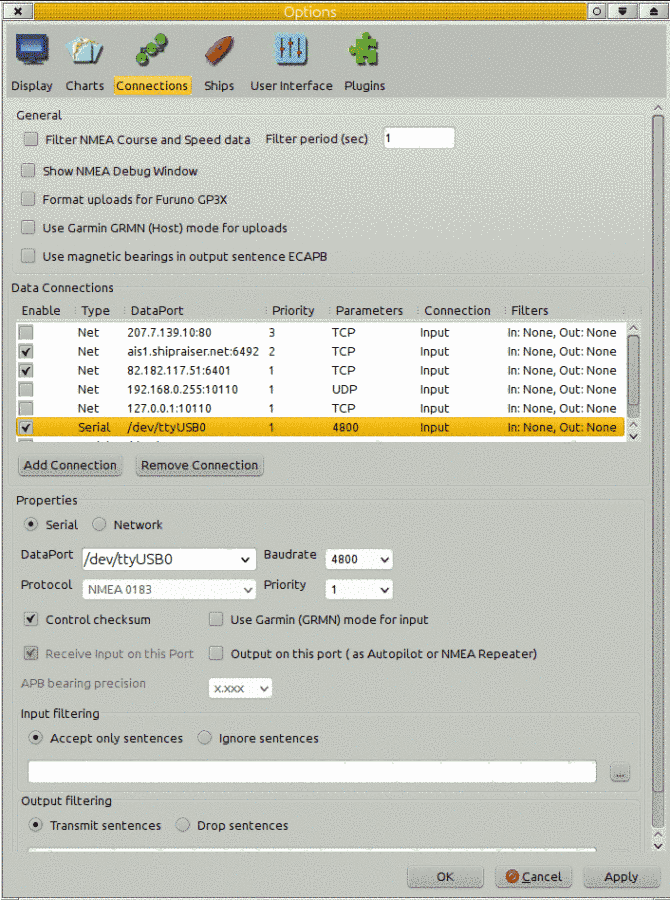 Options
Display Charts Connections Ships User Interface Plugins
General
Filter NMEA Course and Speed data Filter period (sec) 1
Show NMEA Debug Window
Format uploads for Furuno GP3X
Use Garmin GRMN (Host) mode for uploads
Use magnetic bearings in output sentence ECAPB
Data Connections
Enable Type DataPort Priority Parameters Connection Filters
Net 207.7.139.10:80 3 TCP Input In: None, Out: None
Net ais1.shipraiser.net:6492 2 TCP Input In: None, Out: None
Net 82.182.117.51:6401 1 TCP Input In: None, Out: None
Net 192.168.0.255:10110 1 UDP Input In: None, Out: None
Net 127.0.0.1:10110 1 TCP Input In: None, Out: None
Serial /dev/ttyUSB0 1 4800 Input In: None, Out: None
Add Connection Remove Connection
Properties
Serial Network
DataPort /dev/ttyUSB0 Baudrate 4800
Protocol NMEA 0183 Priority 1
Control checksum Use Garmin (GRMN) mode for input
Receive Input on this Port Output on this port ( as Autopilot or NMEA Repeater)
APB bearing precision x.xxx
Input filtering
Accept only sentences Ignore sentences
...
Output filtering
Transmit sentences Drop sentences
OK Cancel Apply